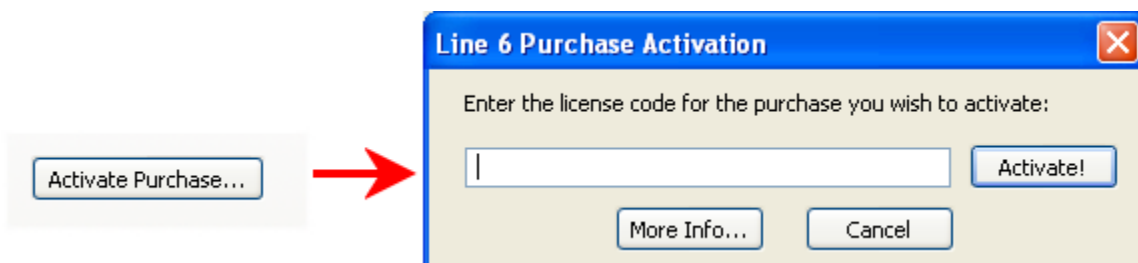 Line 6 Purchase Activation
Enter the license code for the purchase you wish to activate:
Activate Purchase...
Activate!
More Info...
Cancel